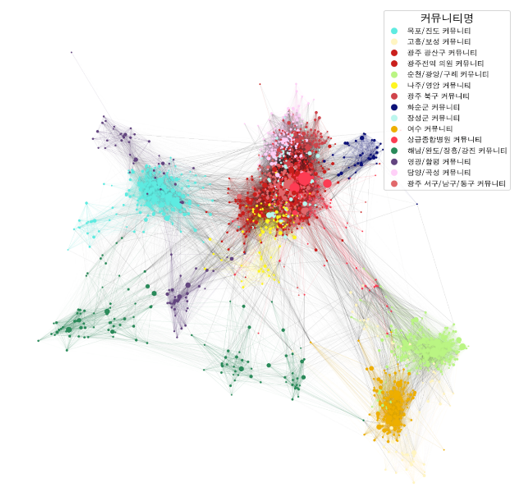 커뮤니티명
목포/진도 커뮤니티
고흥/보성 커뮤니티
광주 광산구 커뮤니티
광주전역 의원 커뮤니티
순천/광양/구례 커뮤니티
나주/영암 커뮤니티
광주 북구 커뮤니티
화순군 커뮤니티
장성군 커뮤니티
여수 커뮤니티
상급종합병원 커뮤니티
해남/완도/장흥/강진 커뮤니티
영광/함평 커뮤니티
담양/곡성 커뮤니티
광주 서구/남구/동구 커뮤니티